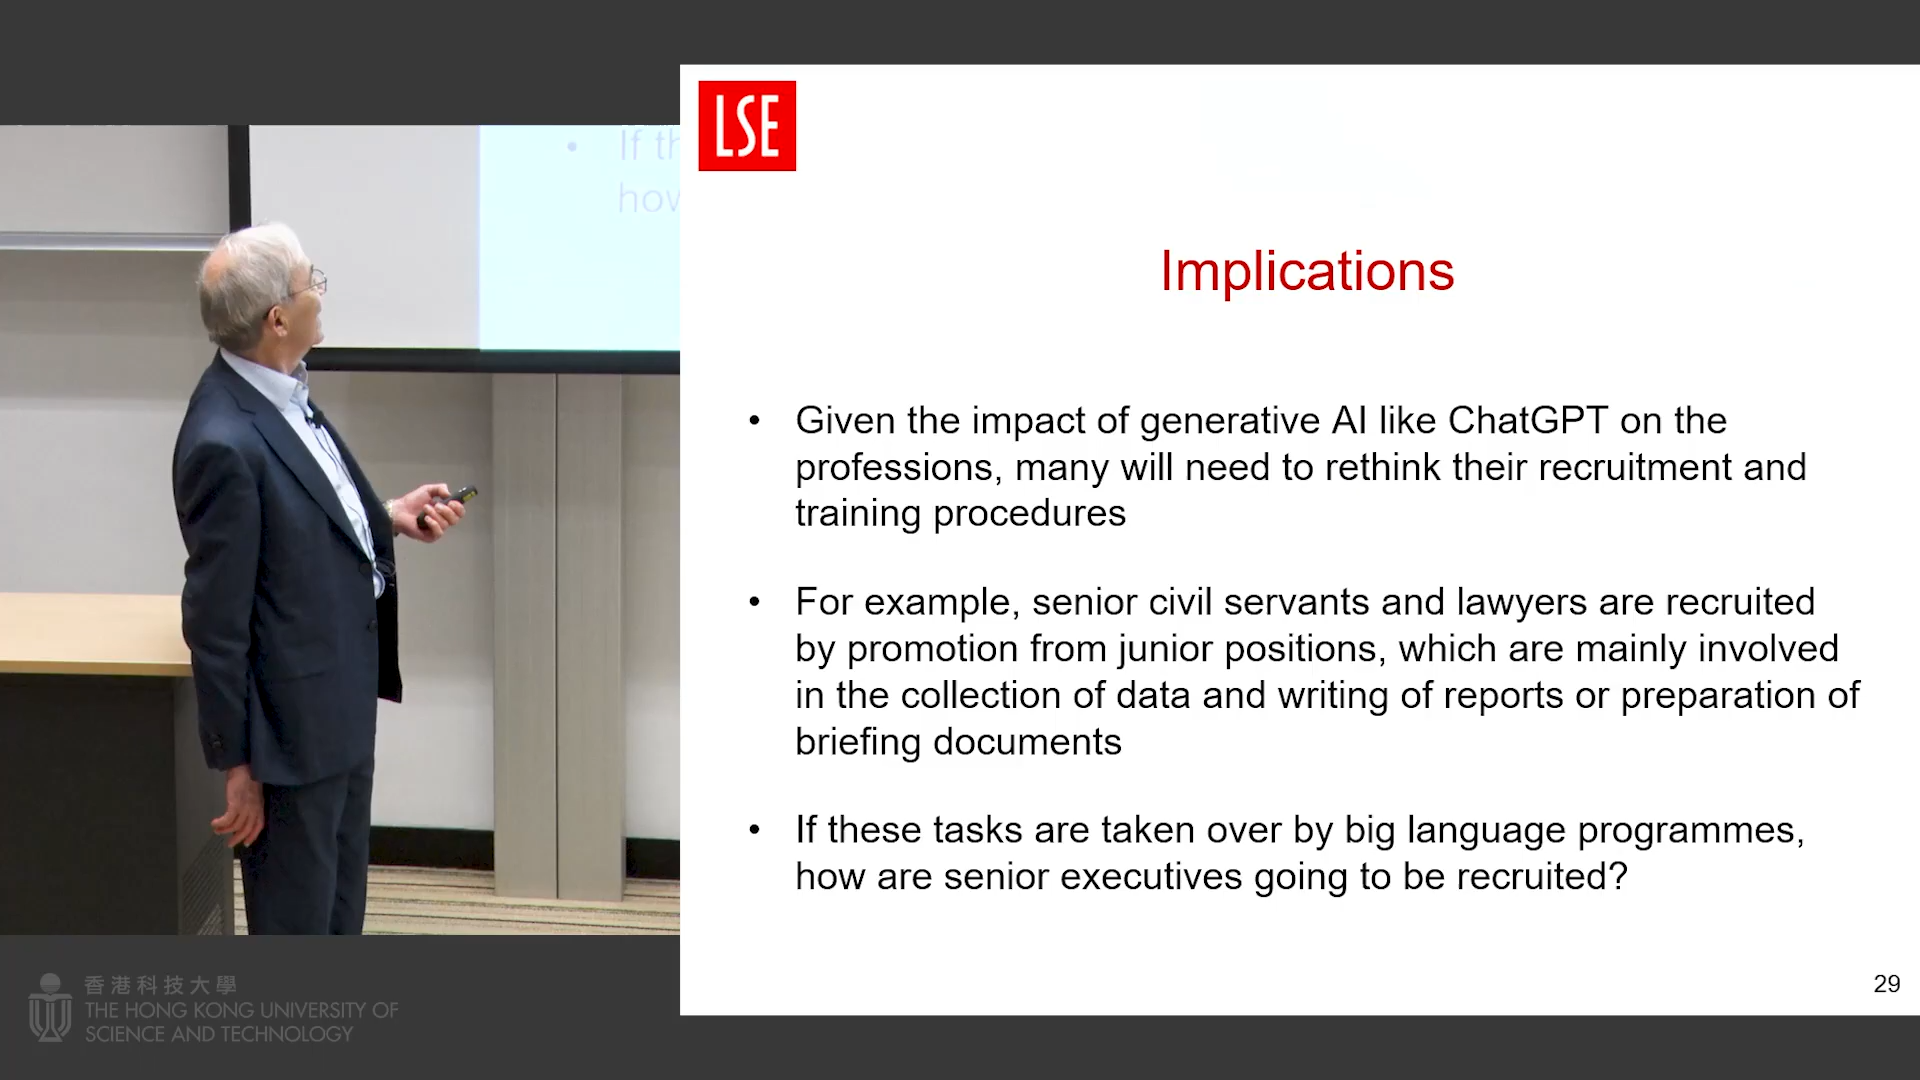 If th
how
LSE
Implications
• Given the impact of generative AI like ChatGPT on the
professions, many will need to rethink their recruitment and
training procedures
• For example, senior civil servants and lawyers are recruited
by promotion from junior positions, which are mainly involved
in the collection of data and writing of reports or preparation of
briefing documents
• If these tasks are taken over by big language programmes,
how are senior executives going to be recruited?
29
香港科技大學
THE HONG KONG UNIVERSITY OF
SCIENCE AND TECHNOLOGY